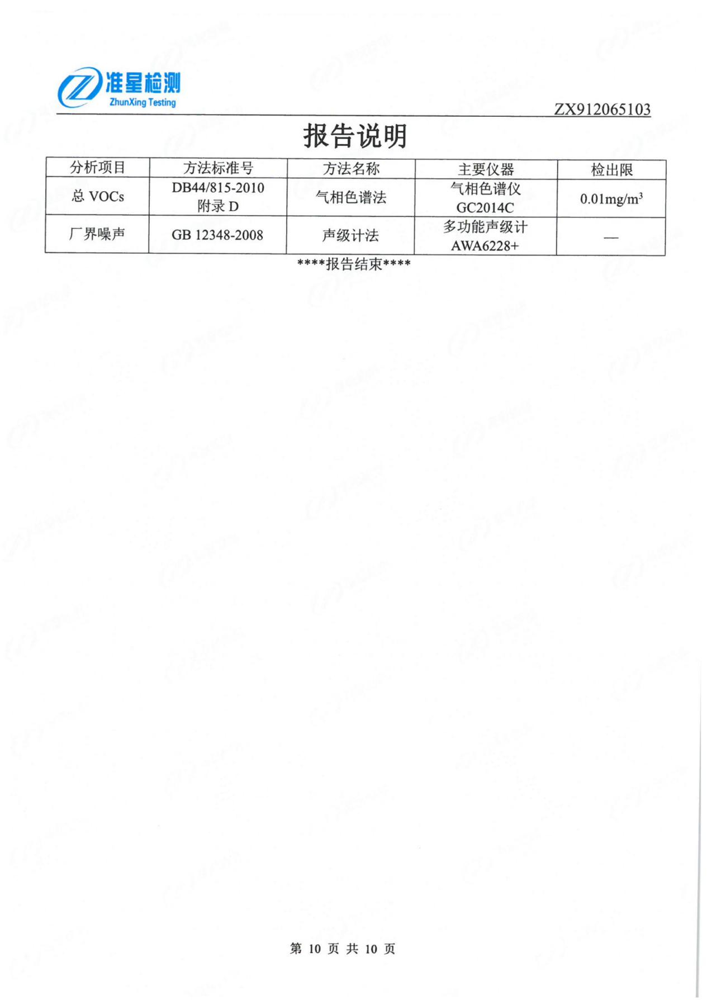 准星检测
ZhunXing Testing
ZX912065103
报告说明
分析项目 方法标准号 方法名称 主要仪器 检出限
总 VOCs DB44/815-2010 附录 D 气相色谱法 气相色谱仪 GC2014C 0.01mg/m³
厂界噪声 GB 12348-2008 声级计法 多功能声级计 AWA6228+ —
****报告结束****
第 10 页 共 10 页